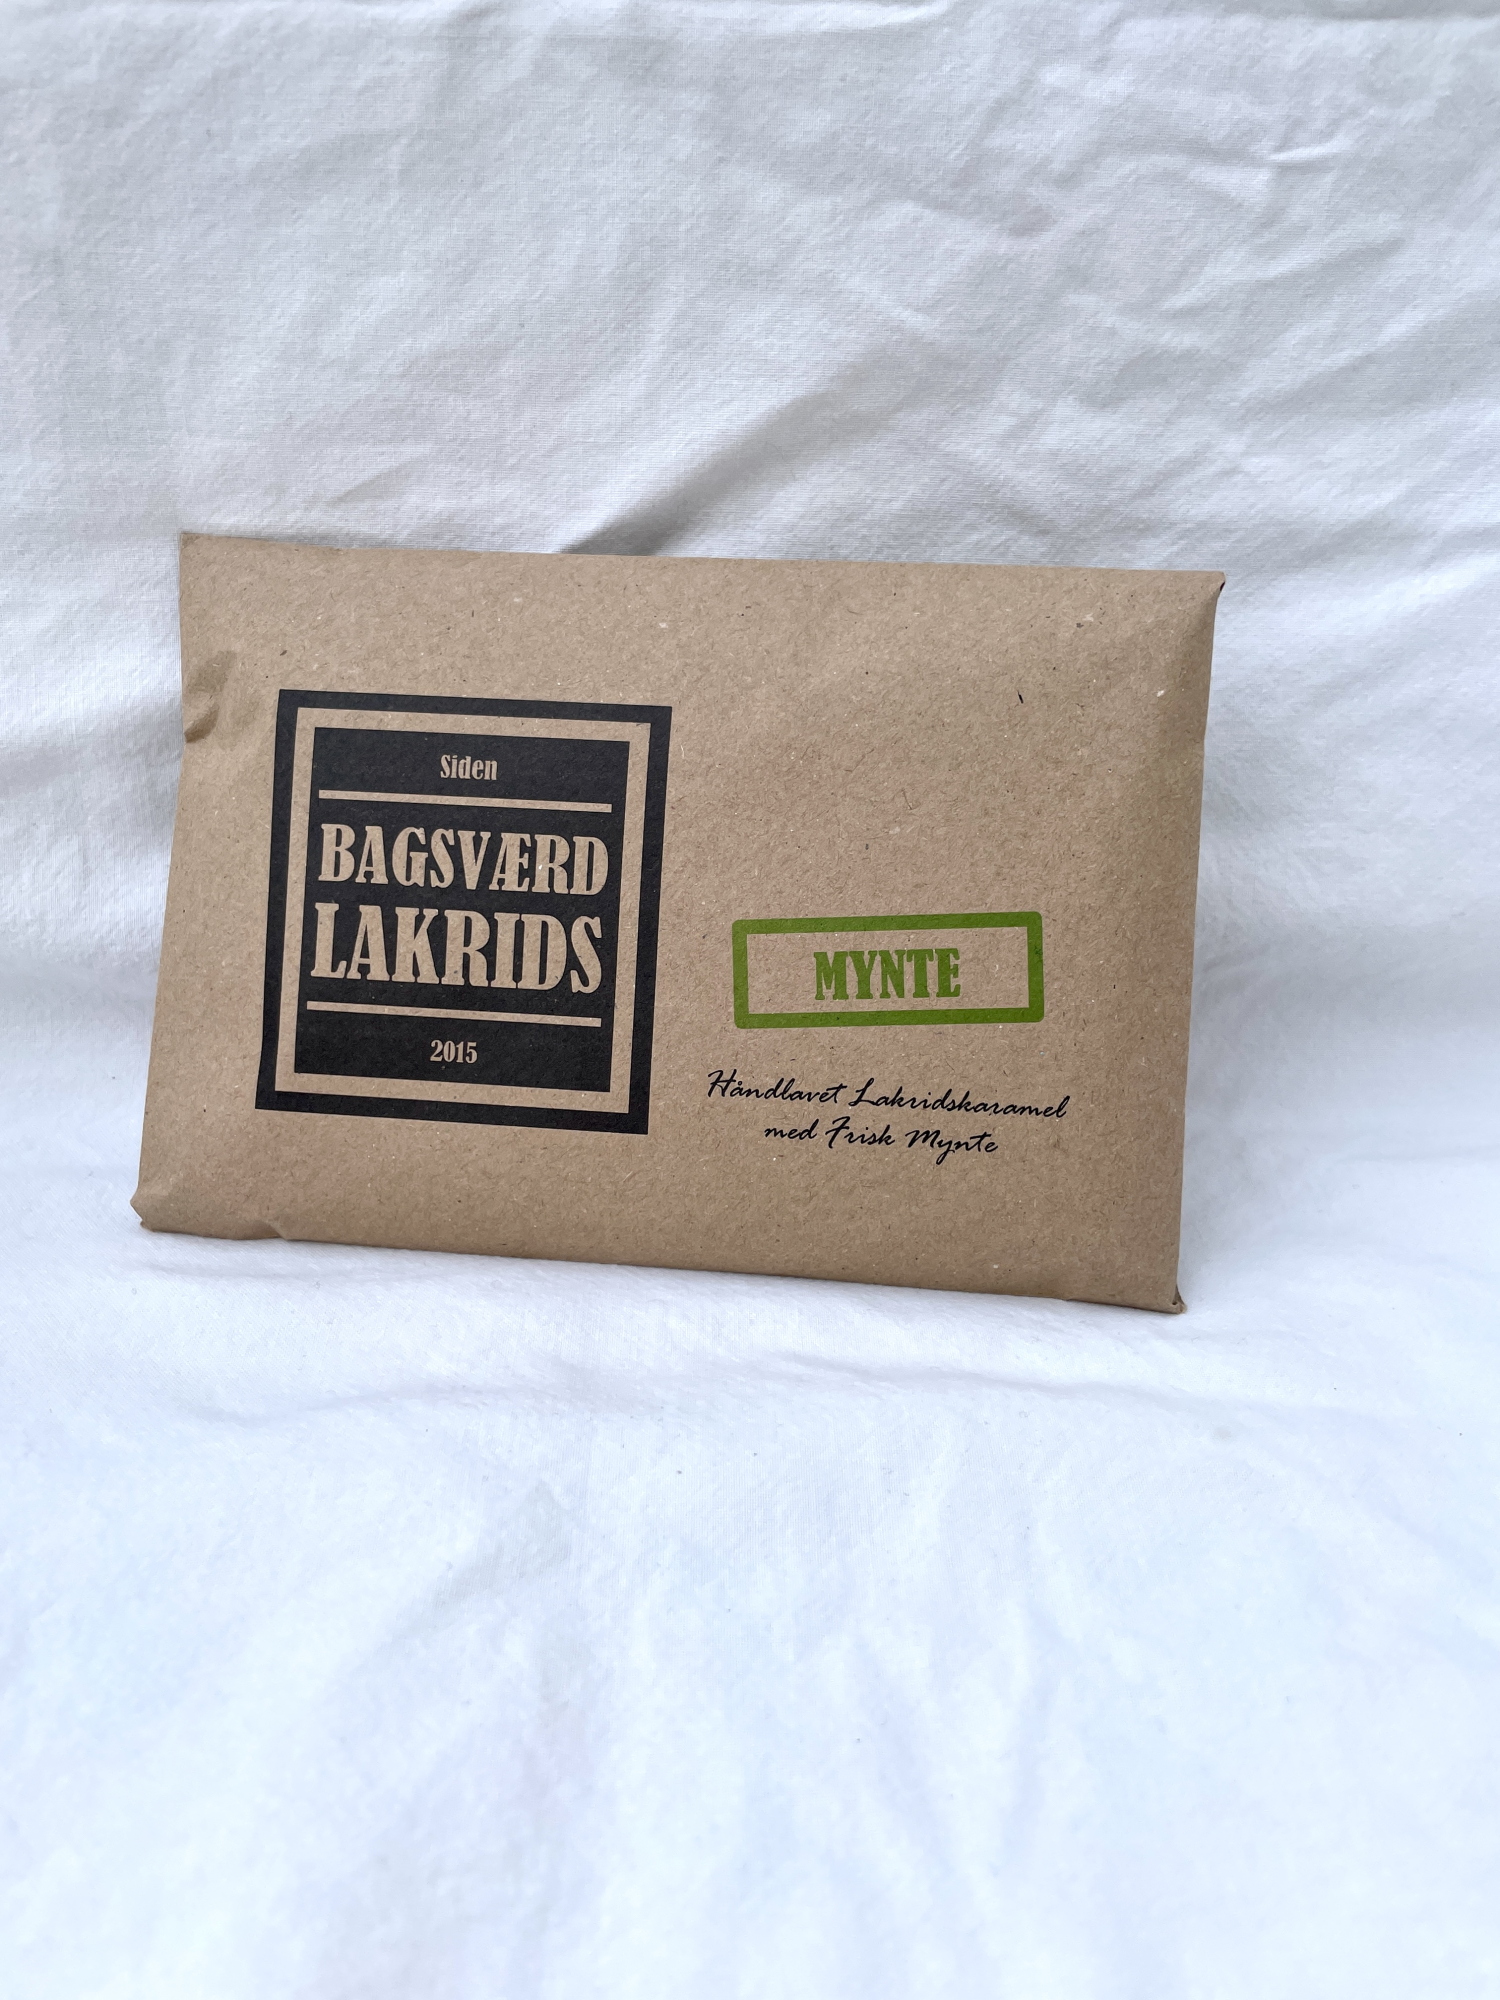 Siden
BAGSVÆRD
LAKRIDS
2015
MYNTE
Håndlavet Lakridskaramel
med Frisk Mynte